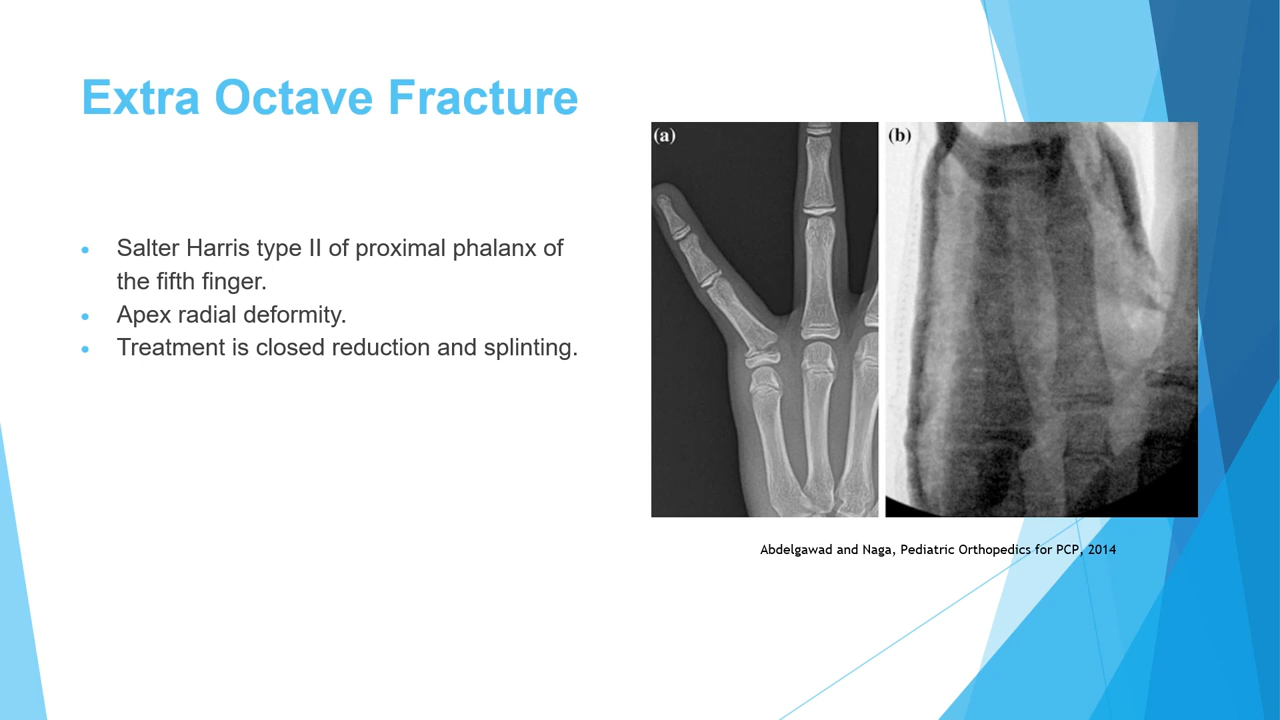 Extra Octave Fracture
(a)
(b)
• Salter Harris type II of proximal phalanx of
the fifth finger.
• Apex radial deformity.
• Treatment is closed reduction and splinting.
Abdelgawad and Naga, Pediatric Orthopedics for PCP, 2014